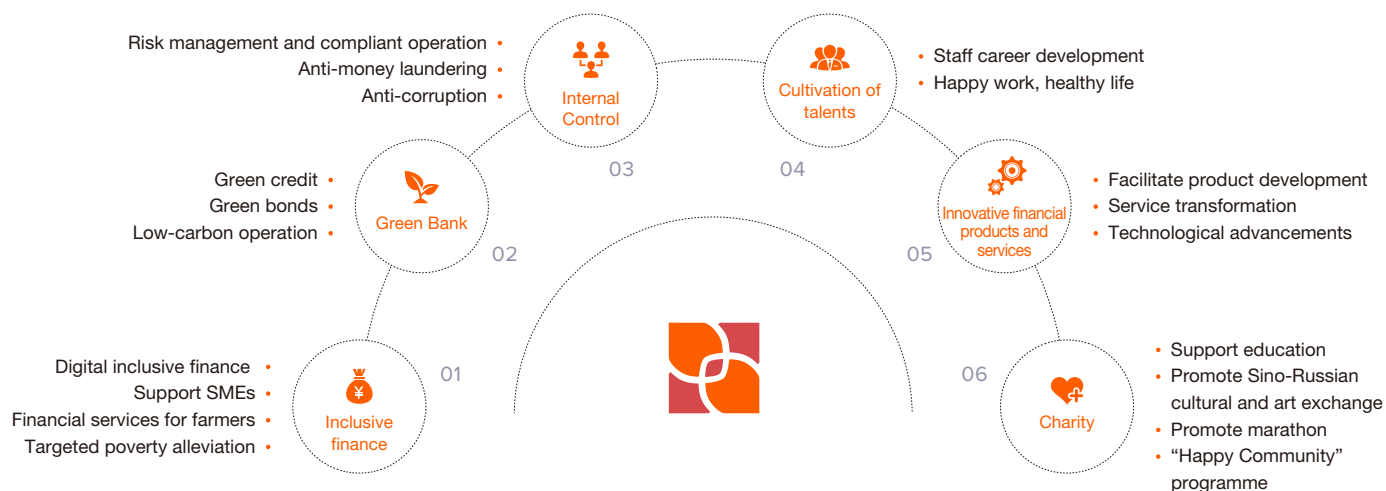 Digital inclusive finance
Support SMEs
Financial services for farmers
Targeted poverty alleviation
¥
Inclusive
finance
01
Green credit
Green bonds
Low-carbon operation
Green Bank
02
Risk management and compliant operation
Anti-money laundering
Anti-corruption
Internal
Control
03
Cultivation of
talents
04
Staff career development
Happy work, healthy life
Innovative financial
products and
services
05
Facilitate product development
Service transformation
Technological advancements
Charity
06
Support education
Promote Sino-Russian
cultural and art exchange
Promote marathon
“Happy Community”
programme